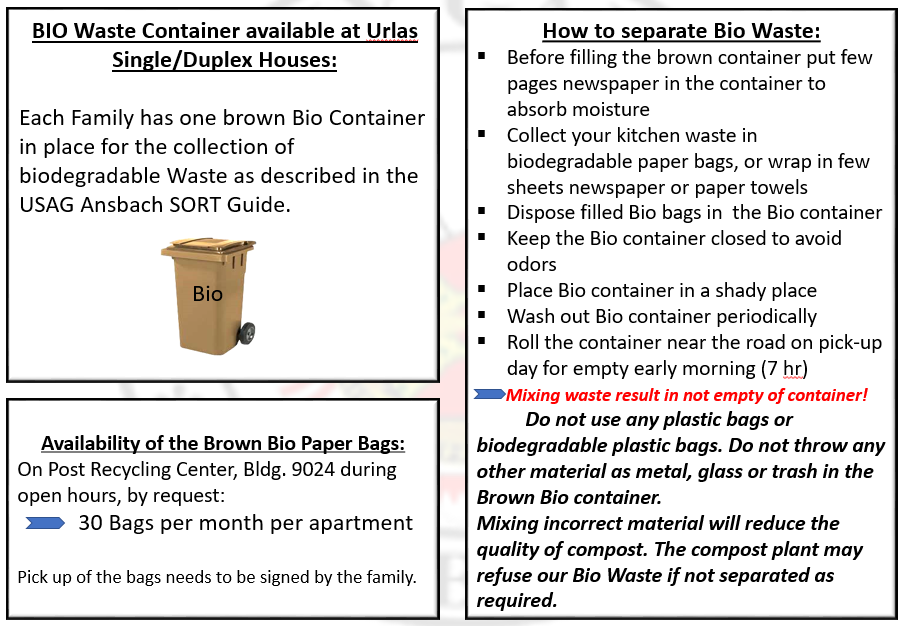 BIO Waste Container available at Urlas
Single/Duplex Houses:
Each Family has one brown Bio Container
in place for the collection of
biodegradable Waste as described in the
USAG Ansbach SORT Guide.
Bio
Availability of the Brown Bio Paper Bags:
On Post Recycling Center, Bldg. 9024 during
open hours, by request:
30 Bags per month per apartment
Pick up of the bags needs to be signed by the family.
How to separate Bio Waste:
▪ Before filling the brown container put few
pages newspaper in the container to
absorb moisture
▪ Collect your kitchen waste in
biodegradable paper bags, or wrap in few
sheets newspaper or paper towels
▪ Dispose filled Bio bags in the Bio container
▪ Keep the Bio container closed to avoid
odors
▪ Place Bio container in a shady place
▪ Wash out Bio container periodically
▪ Roll the container near the road on pick-up
day for empty early morning (7 hr)
Mixing waste result in not empty of container!
Do not use any plastic bags or
biodegradable plastic bags. Do not throw any
other material as metal, glass or trash in the
Brown Bio container.
Mixing incorrect material will reduce the
quality of compost. The compost plant may
refuse our Bio Waste if not separated as
required.